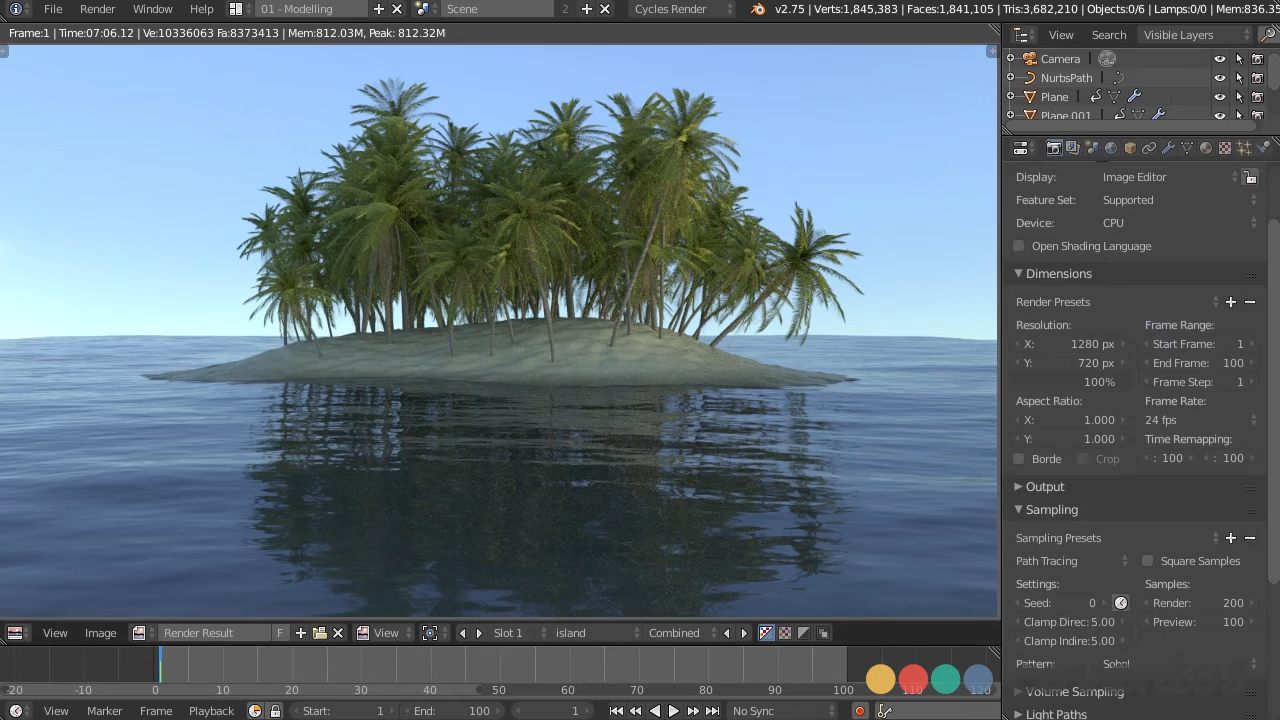 File Render Window Help 01 - Modelling Scene 2 Cycles Render v2.75 | Verts:1,845,383 | Faces:1,841,105 | Tris:3,682,210 | Objects:0/6 | Lamps:0/0 | Mem:836.35
Frame:1 | Time:07:06.12 | Ve:10336063 Fa:8373413 | Mem:812.03M, Peak: 812.32M
View Search Visible Layers
Camera
NurbsPath
Plane
Plane.001
Display: Image Editor
Feature Set: Supported
Device: CPU
Open Shading Language
Dimensions
Render Presets
Resolution: Frame Range:
X: 1280 px Start Frame: 1
Y: 720 px End Frame: 100
100% Frame Step: 1
Aspect Ratio: Frame Rate:
X: 1.000 24 fps
Y: 1.000 Time Remapping:
Borde Crop : 100 : 100
Output
Sampling
Sampling Presets
Path Tracing Square Samples
Settings: Samples:
Seed: 0 Render: 200
Clamp Direc: 5.00 Preview: 100
Clamp Indire: 5.00
Pattern: Sobol
Volume Sampling
Light Paths
View Image Render Result F View Slot 1 island Combined
-20 -10 0 10 20 30 40 50 60 70 80 90 100 110 120
View Marker Frame Playback Start: 1 End: 100 1 No Sync